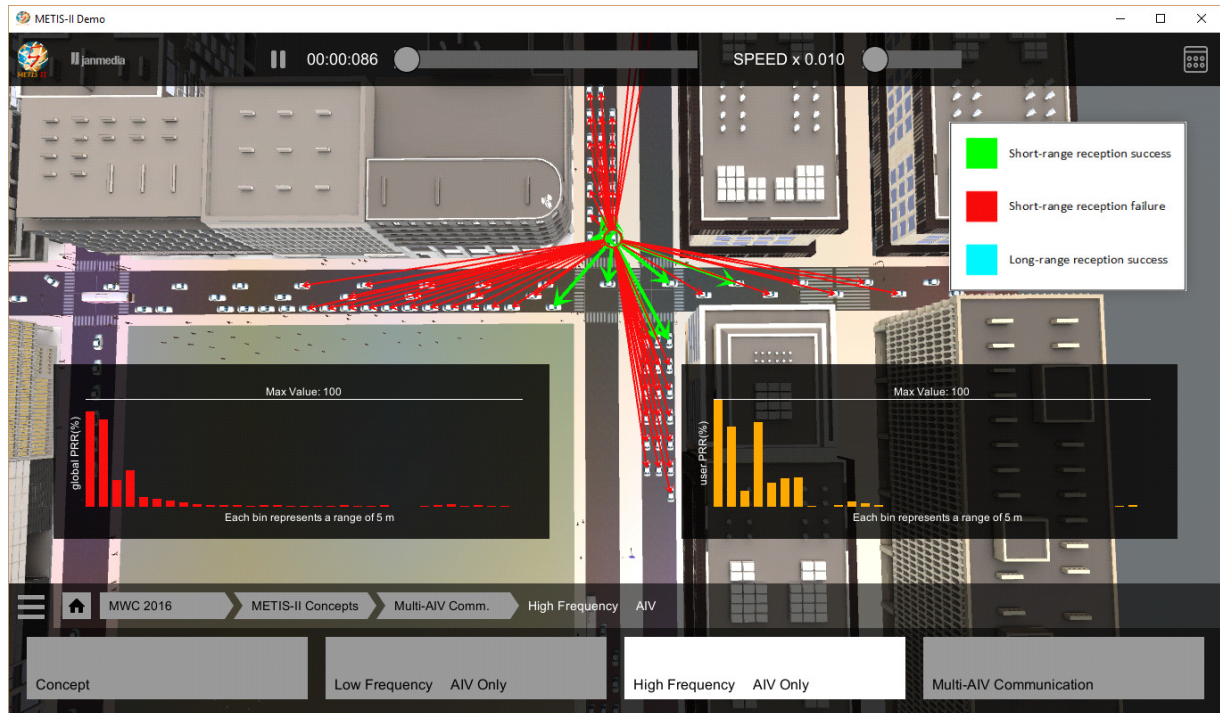 METIS-II Demo
METIS II
janmedia
00:00:086
SPEED x 0.010
Short-range reception success
Short-range reception failure
Long-range reception success
Max Value: 100
global PRR(%)
Each bin represents a range of 5 m
Max Value: 100
user PRR(%)
Each bin represents a range of 5 m
MWC 2016
METIS-II Concepts
Multi-AIV Comm.
High Frequency AIV
Concept
Low Frequency AIV Only
High Frequency AIV Only
Multi-AIV Communication